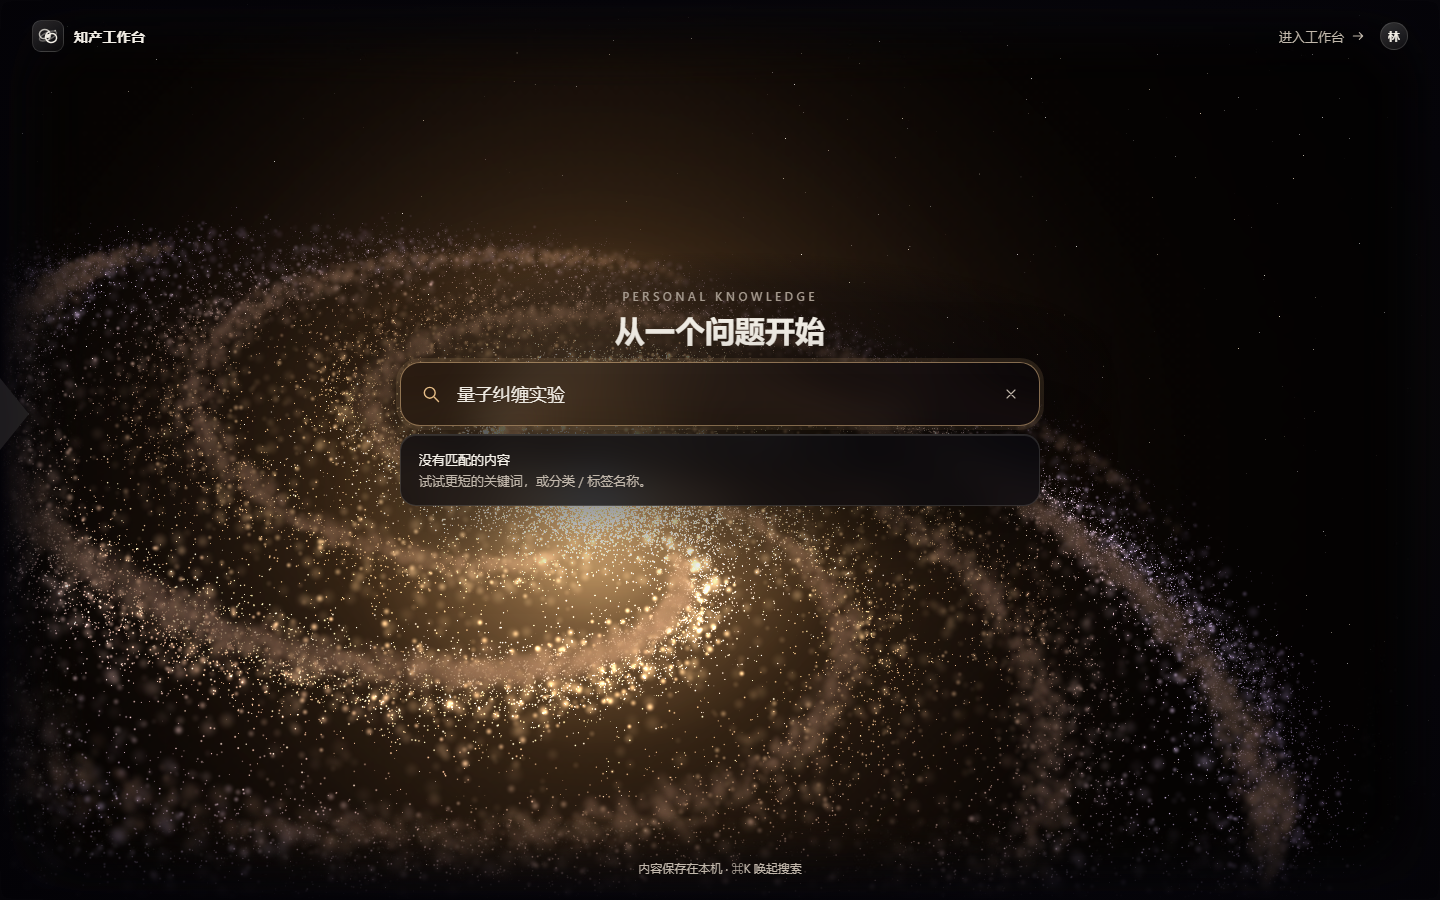 知产工作台
进入工作台 →
林
PERSONAL KNOWLEDGE
从一个问题开始
量子纠缠实验
没有匹配的内容
试试更短的关键词，或分类 / 标签名称。
内容保存在本机 · ⌘K 唤起搜索